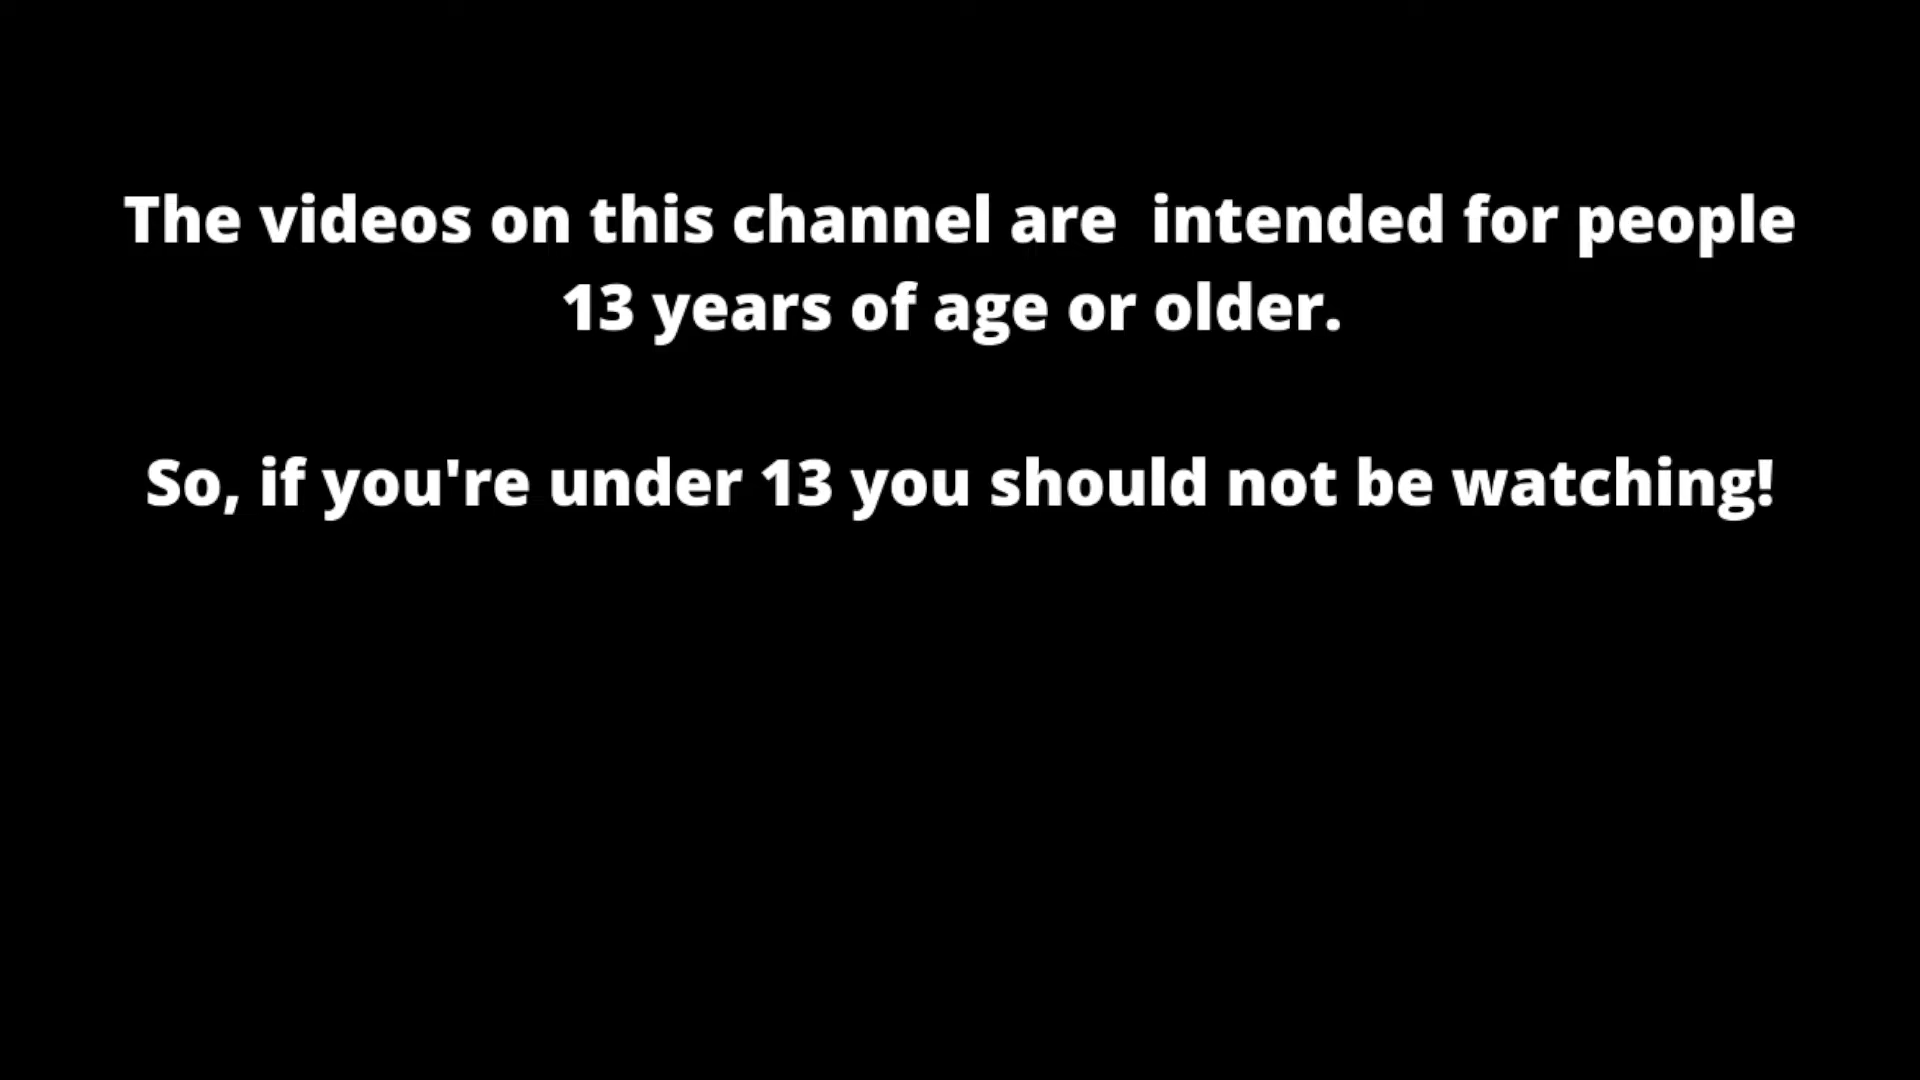 The videos on this channel are  intended for people
13 years of age or older.
So, if you're under 13 you should not be watching!